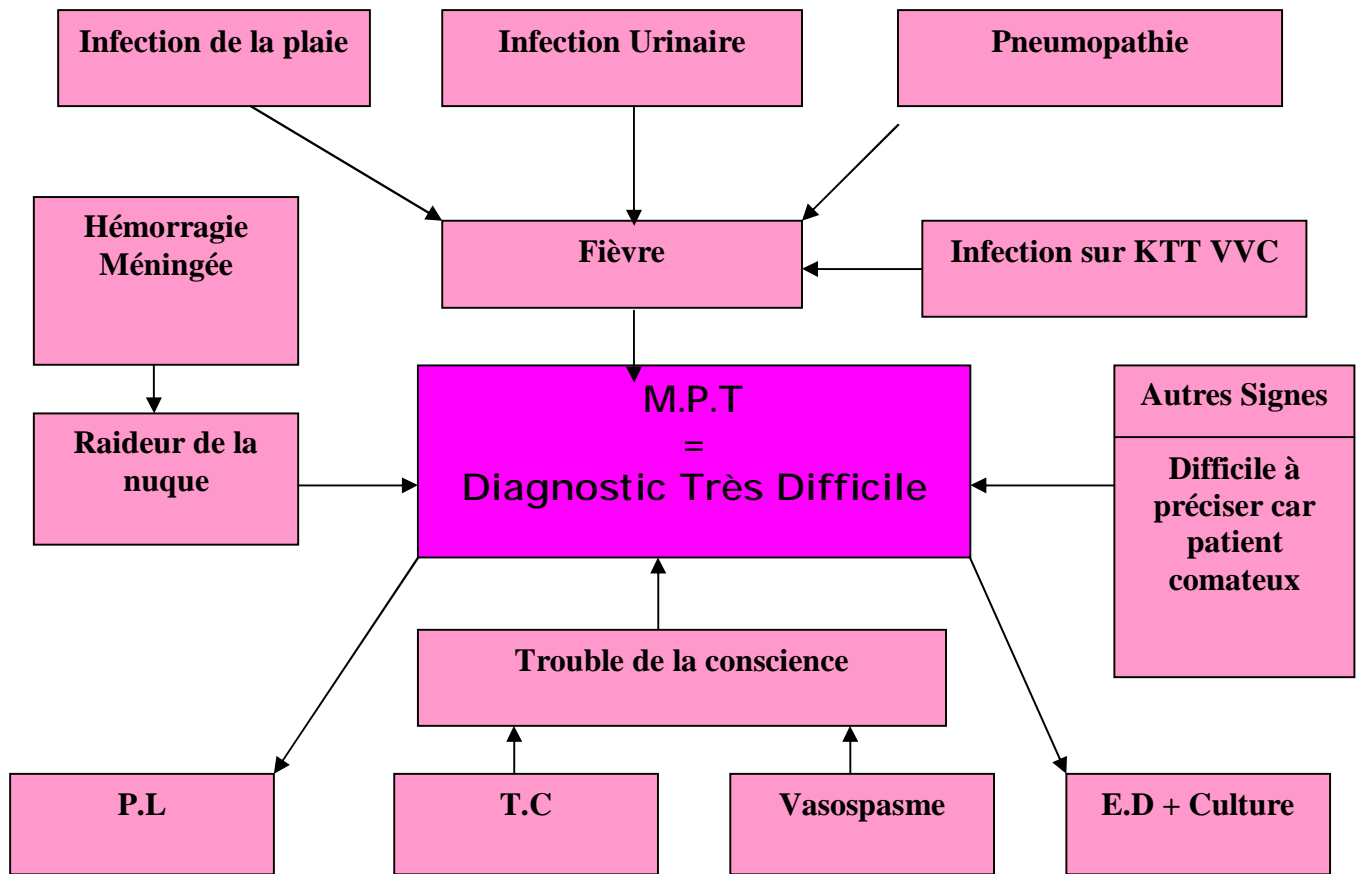 Infection de la plaie
Infection Urinaire
Pneumopathie
Hémorragie
Méningée
Fièvre
Infection sur KTT VVC
M.P.T
=
Diagnostic Très Difficile
Raideur de la
nuque
Autres Signes
Difficile à
préciser car
patient
comateux
Trouble de la conscience
P.L
T.C
Vasospasme
E.D + Culture